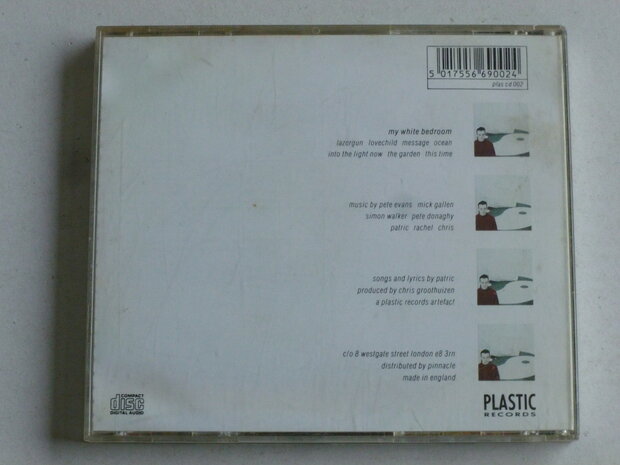 5 017556 690024
plas cd 002
my white bedroom
lazergun lovechild message ocean
into the light now the garden this time
music by pete evans mick gallen
simon walker pete donaghy
patric rachel chris
songs and lyrics by patric
produced by chris groothuizen
a plastic records artefact
c/o 8 westgate street london e8 3rn
distributed by pinnacle
made in england
COMPACT
disc
DIGITAL AUDIO
PLASTIC
RECORDS